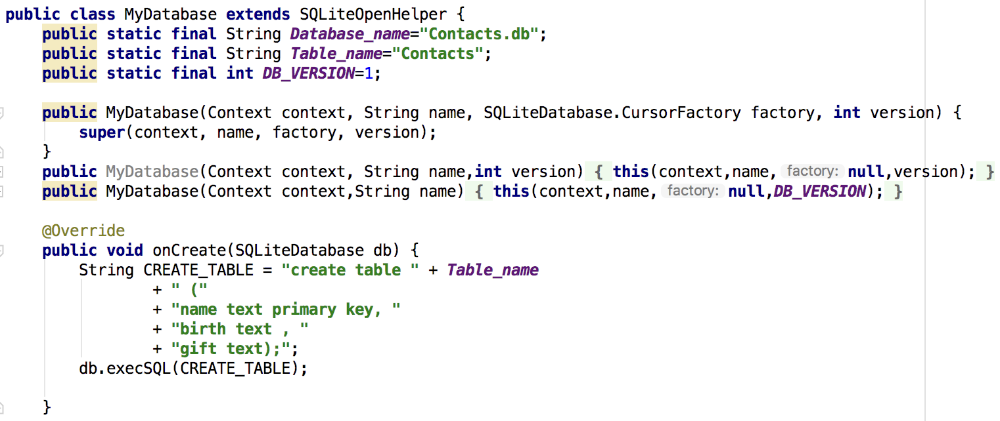 public class MyDatabase extends SQLiteOpenHelper {
    public static final String Database_name="Contacts.db";
    public static final String Table_name="Contacts";
    public static final int DB_VERSION=1;

    public MyDatabase(Context context, String name, SQLiteDatabase.CursorFactory factory, int version) {
        super(context, name, factory, version);
    }
    public MyDatabase(Context context, String name,int version) { this(context,name, factory: null,version); }
    public MyDatabase(Context context,String name) { this(context,name, factory: null,DB_VERSION); }

    @Override
    public void onCreate(SQLiteDatabase db) {
        String CREATE_TABLE = "create table " + Table_name
                + " ("
                + "name text primary key, "
                + "birth text , "
                + "gift text);";
        db.execSQL(CREATE_TABLE);

    }